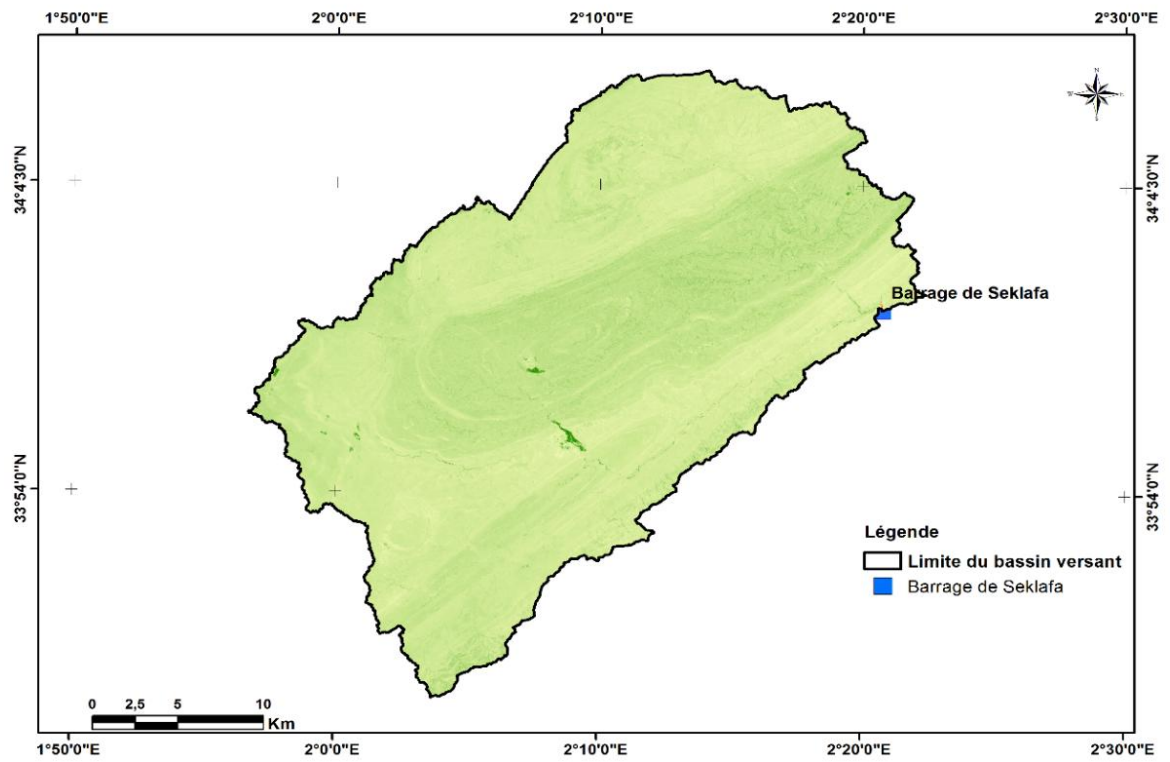 1°50'0"E 2°0'0"E 2°10'0"E 2°20'0"E 2°30'0"E
N
W E
S
34°4'30"N 34°4'30"N
Barrage de Seklafa
33°54'0"N 33°54'0"N
Légende
Limite du bassin versant
Barrage de Seklafa
0 2,5 5 10
Km
1°50'0"E 2°0'0"E 2°10'0"E 2°20'0"E 2°30'0"E